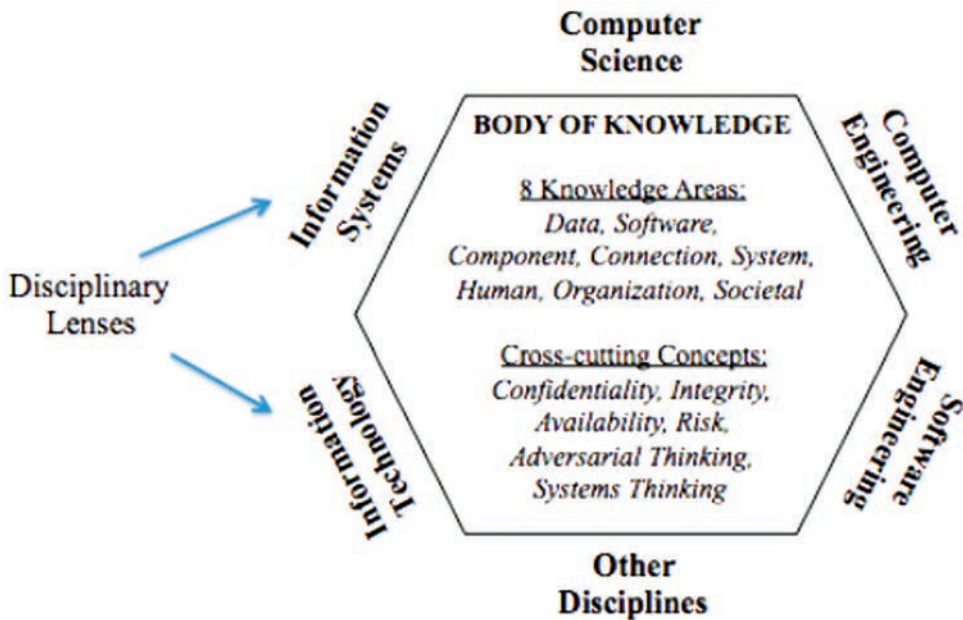 Computer
Science
Information
Systems
Computer
Engineering
BODY OF KNOWLEDGE
8 Knowledge Areas:
Data, Software,
Component, Connection, System,
Human, Organization, Societal
Disciplinary
Lenses
Cross-cutting Concepts:
Confidentiality, Integrity,
Availability, Risk,
Adversarial Thinking,
Systems Thinking
Information
Technology
Software
Engineering
Other
Disciplines